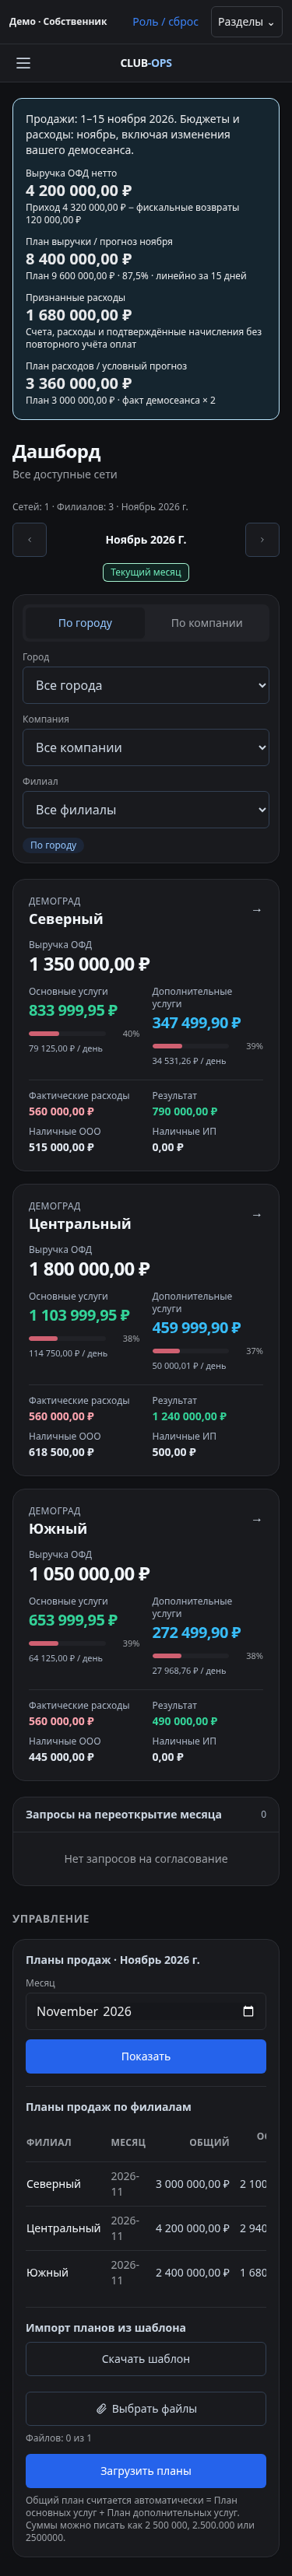 Демо · Собственник
Роль / сброс
Разделы
CLUB-OPS
Продажи: 1–15 ноября 2026. Бюджеты и
расходы: ноябрь, включая изменения
вашего демосеанса.
Выручка ОФД нетто
4 200 000,00 ₽
Приход 4 320 000,00 ₽ − фискальные возвраты
120 000,00 ₽
План выручки / прогноз ноября
8 400 000,00 ₽
План 9 600 000,00 ₽ · 87,5% · линейно за 15 дней
Признанные расходы
1 680 000,00 ₽
Счета, расходы и подтверждённые начисления без
повторного учёта оплат
План расходов / условный прогноз
3 360 000,00 ₽
План 3 000 000,00 ₽ · факт демосеанса × 2
Дашборд
Все доступные сети
Сетей: 1 · Филиалов: 3 · Ноябрь 2026 г.
‹ Ноябрь 2026 Г. ›
Текущий месяц
По городу По компании
Город
Все города
Компания
Все компании
Филиал
Все филиалы
По городу
ДЕМОГРАД →
Северный
Выручка ОФД
1 350 000,00 ₽
Основные услуги
833 999,95 ₽
40%
79 125,00 ₽ / день
Дополнительные
услуги
347 499,90 ₽
39%
34 531,26 ₽ / день
Фактические расходы
560 000,00 ₽
Результат
790 000,00 ₽
Наличные ООО
515 000,00 ₽
Наличные ИП
0,00 ₽
ДЕМОГРАД →
Центральный
Выручка ОФД
1 800 000,00 ₽
Основные услуги
1 103 999,95 ₽
38%
114 750,00 ₽ / день
Дополнительные
услуги
459 999,90 ₽
37%
50 000,01 ₽ / день
Фактические расходы
560 000,00 ₽
Результат
1 240 000,00 ₽
Наличные ООО
618 500,00 ₽
Наличные ИП
500,00 ₽
ДЕМОГРАД →
Южный
Выручка ОФД
1 050 000,00 ₽
Основные услуги
653 999,95 ₽
39%
64 125,00 ₽ / день
Дополнительные
услуги
272 499,90 ₽
38%
27 968,76 ₽ / день
Фактические расходы
560 000,00 ₽
Результат
490 000,00 ₽
Наличные ООО
445 000,00 ₽
Наличные ИП
0,00 ₽
Запросы на переоткрытие месяца 0
Нет запросов на согласование
УПРАВЛЕНИЕ
Планы продаж · Ноябрь 2026 г.
Месяц
November 2026
Показать
Планы продаж по филиалам
ФИЛИАЛ МЕСЯЦ ОБЩИЙ
Северный 2026-11 3 000 000,00 ₽ 2 100
Центральный 2026-11 4 200 000,00 ₽ 2 940
Южный 2026-11 2 400 000,00 ₽ 1 680
Импорт планов из шаблона
Скачать шаблон
Выбрать файлы
Файлов: 0 из 1
Загрузить планы
Общий план считается автоматически = План
основных услуг + План дополнительных услуг.
Суммы можно писать как 2 500 000, 2.500.000 или
2500000.